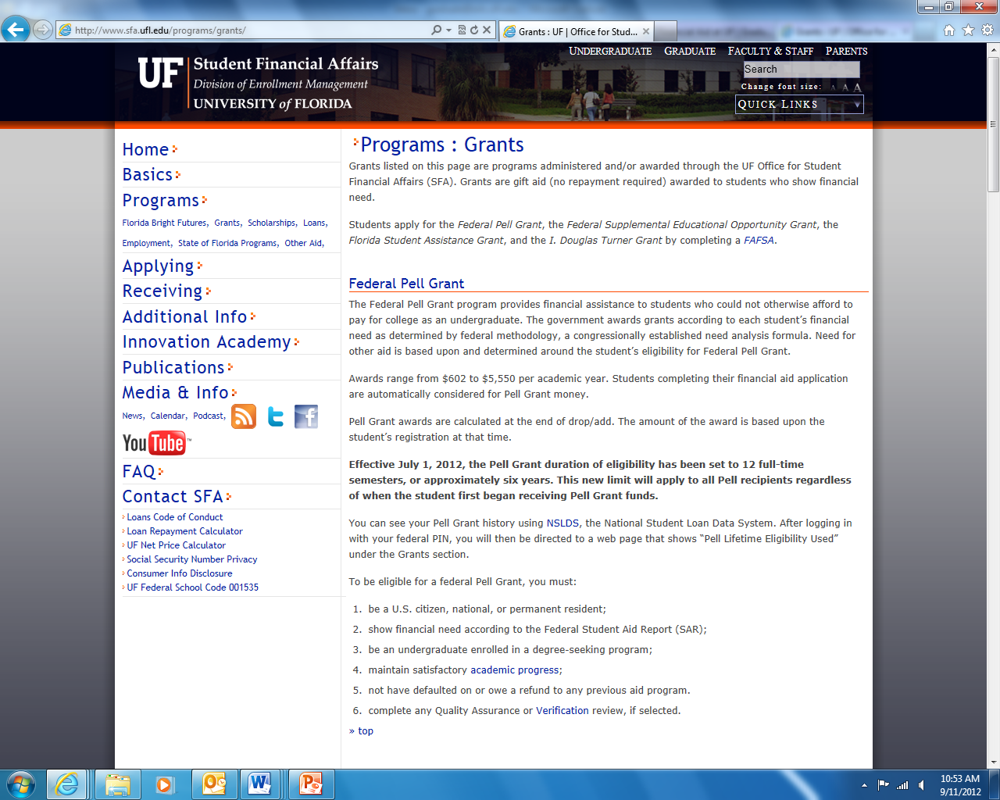 http://www.sfa.ufl.edu/programs/grants/
Grants : UF | Office for Stud...
UNDERGRADUATE GRADUATE FACULTY & STAFF PARENTS
UF Student Financial Affairs
Division of Enrollment Management
UNIVERSITY of FLORIDA
Search
Change font size: A A A
QUICK LINKS
Home
Basics
Programs
Florida Bright Futures, Grants, Scholarships, Loans,
Employment, State of Florida Programs, Other Aid,
Applying
Receiving
Additional Info
Innovation Academy
Publications
Media & Info
News, Calendar, Podcast,
YouTube™
FAQ
Contact SFA
Loans Code of Conduct
Loan Repayment Calculator
UF Net Price Calculator
Social Security Number Privacy
Consumer Info Disclosure
UF Federal School Code 001535
Programs : Grants
Grants listed on this page are programs administered and/or awarded through the UF Office for Student
Financial Affairs (SFA). Grants are gift aid (no repayment required) awarded to students who show financial
need.
Students apply for the Federal Pell Grant, the Federal Supplemental Educational Opportunity Grant, the
Florida Student Assistance Grant, and the I. Douglas Turner Grant by completing a FAFSA.
Federal Pell Grant
The Federal Pell Grant program provides financial assistance to students who could not otherwise afford to
pay for college as an undergraduate. The government awards grants according to each student’s financial
need as determined by federal methodology, a congressionally established need analysis formula. Need for
other aid is based upon and determined around the student’s eligibility for Federal Pell Grant.
Awards range from $602 to $5,550 per academic year. Students completing their financial aid application
are automatically considered for Pell Grant money.
Pell Grant awards are calculated at the end of drop/add. The amount of the award is based upon the
student’s registration at that time.
Effective July 1, 2012, the Pell Grant duration of eligibility has been set to 12 full-time
semesters, or approximately six years. This new limit will apply to all Pell recipients regardless
of when the student first began receiving Pell Grant funds.
You can see your Pell Grant history using NSLDS, the National Student Loan Data System. After logging in
with your federal PIN, you will then be directed to a web page that shows “Pell Lifetime Eligibility Used”
under the Grants section.
To be eligible for a federal Pell Grant, you must:
1. be a U.S. citizen, national, or permanent resident;
2. show financial need according to the Federal Student Aid Report (SAR);
3. be an undergraduate enrolled in a degree-seeking program;
4. maintain satisfactory academic progress;
5. not have defaulted on or owe a refund to any previous aid program.
6. complete any Quality Assurance or Verification review, if selected.
» top
10:53 AM
9/11/2012